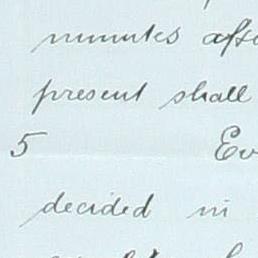 minutes afte
present shall
5 Ev
decided in